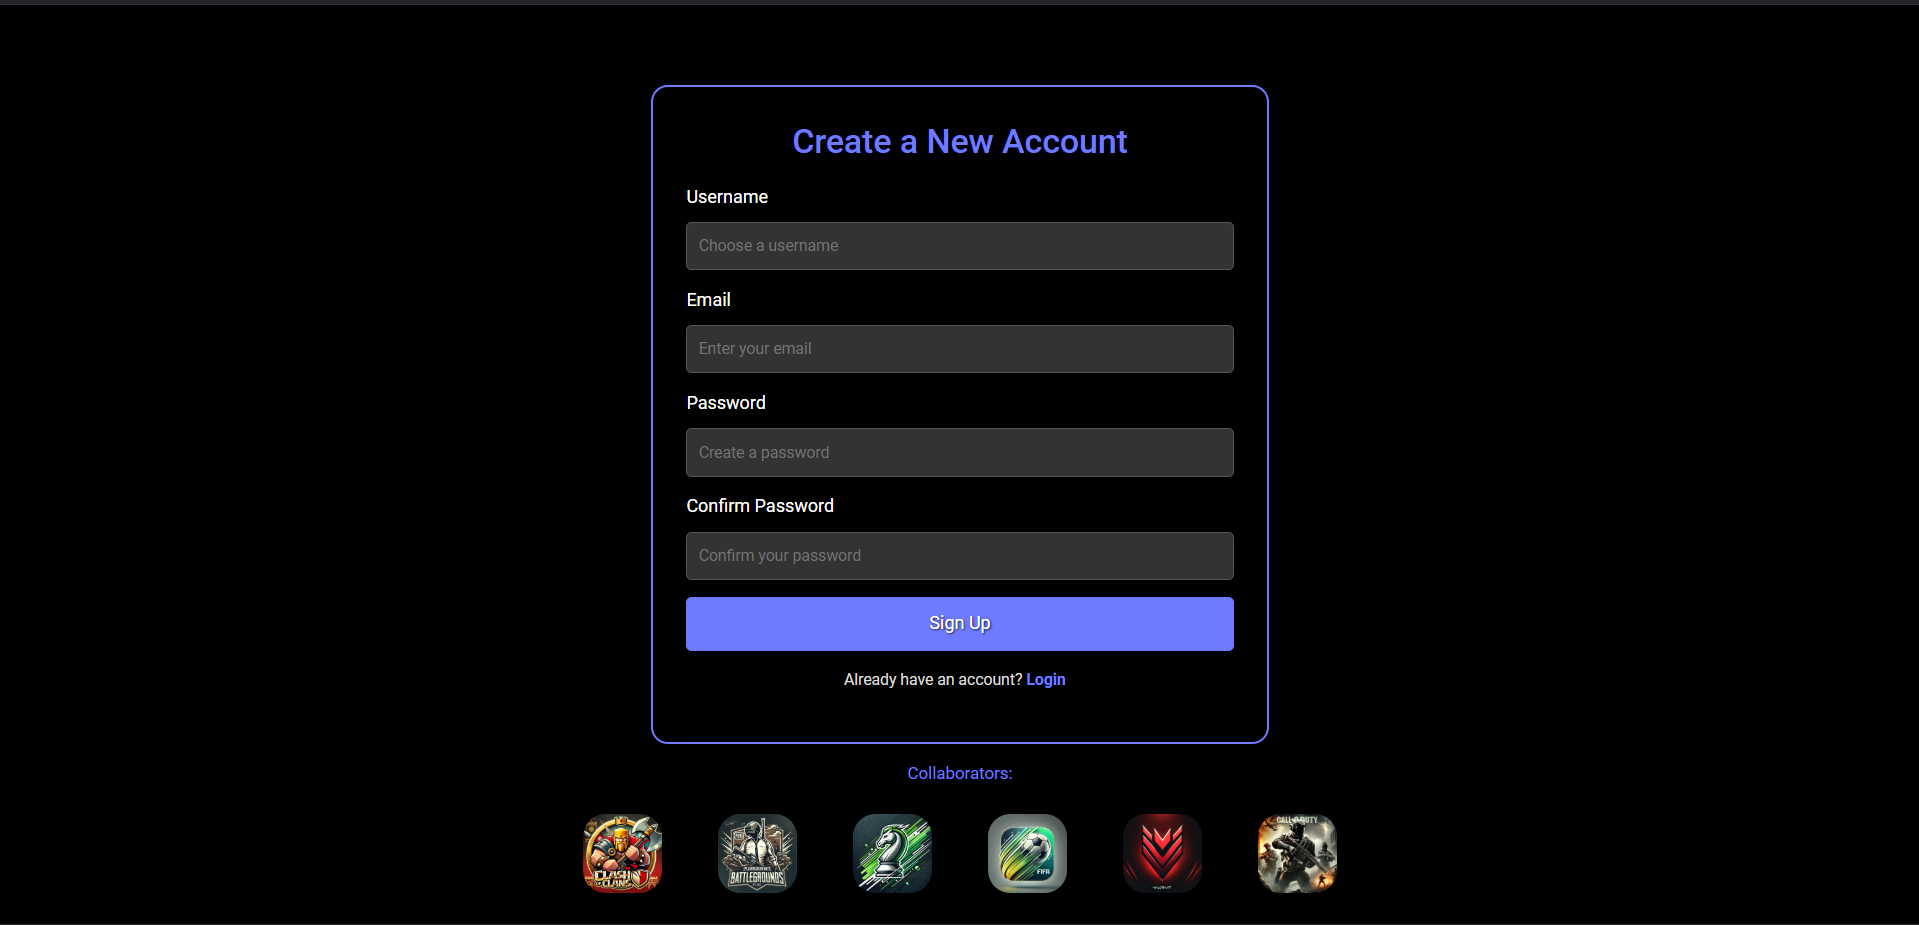 Create a New Account
Username
Choose a username
Email
Enter your email
Password
Create a password
Confirm Password
Confirm your password
Sign Up
Already have an account? Login
Collaborators:
CLASH
OF CLANS
BATTLEGROUNDS
FIFA
VALORANT
CALL OF DUTY